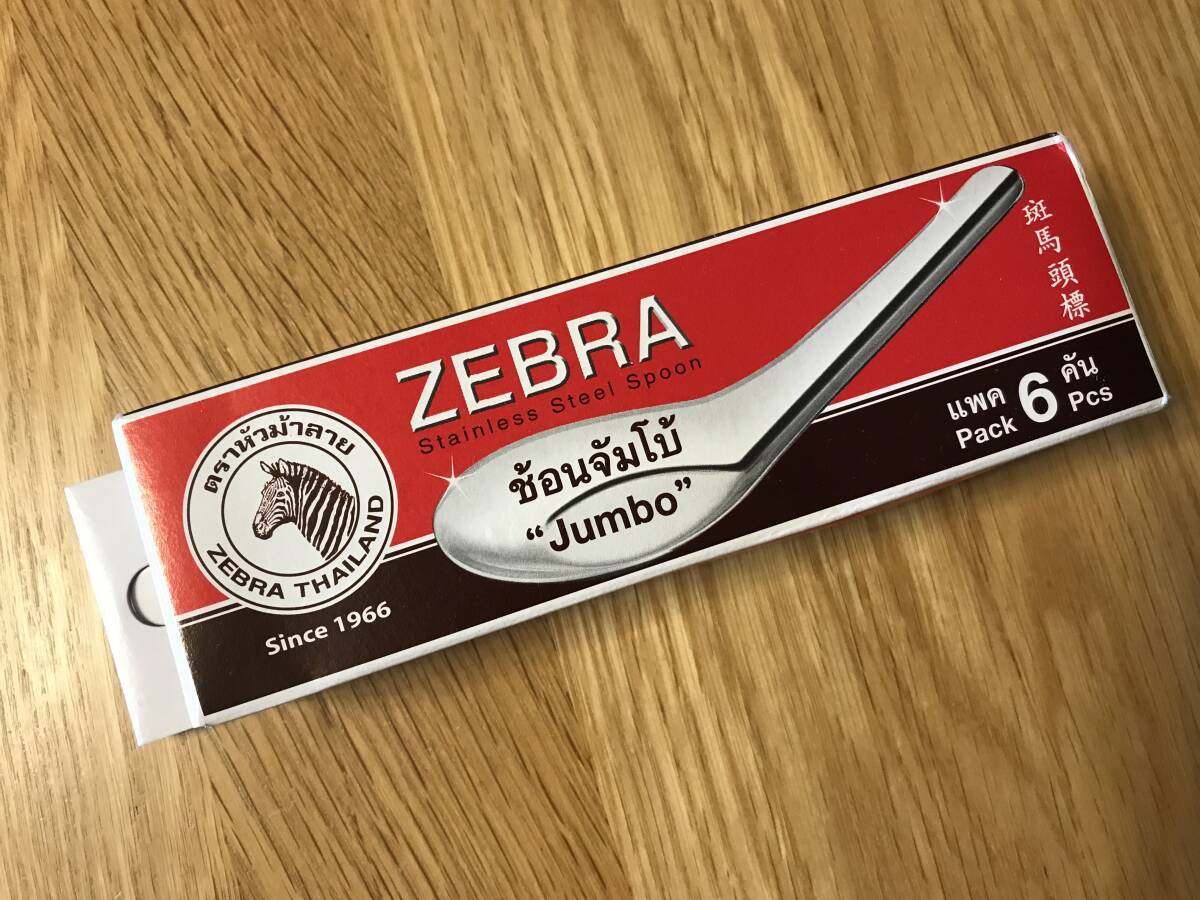 ZEBRA
Stainless Steel Spoon
ช้อนจัมโบ้
“Jumbo”
ตราหัวม้าลาย
ZEBRA THAILAND
Since 1966
斑馬頭標
แพค 6 คัน
Pack 6 Pcs